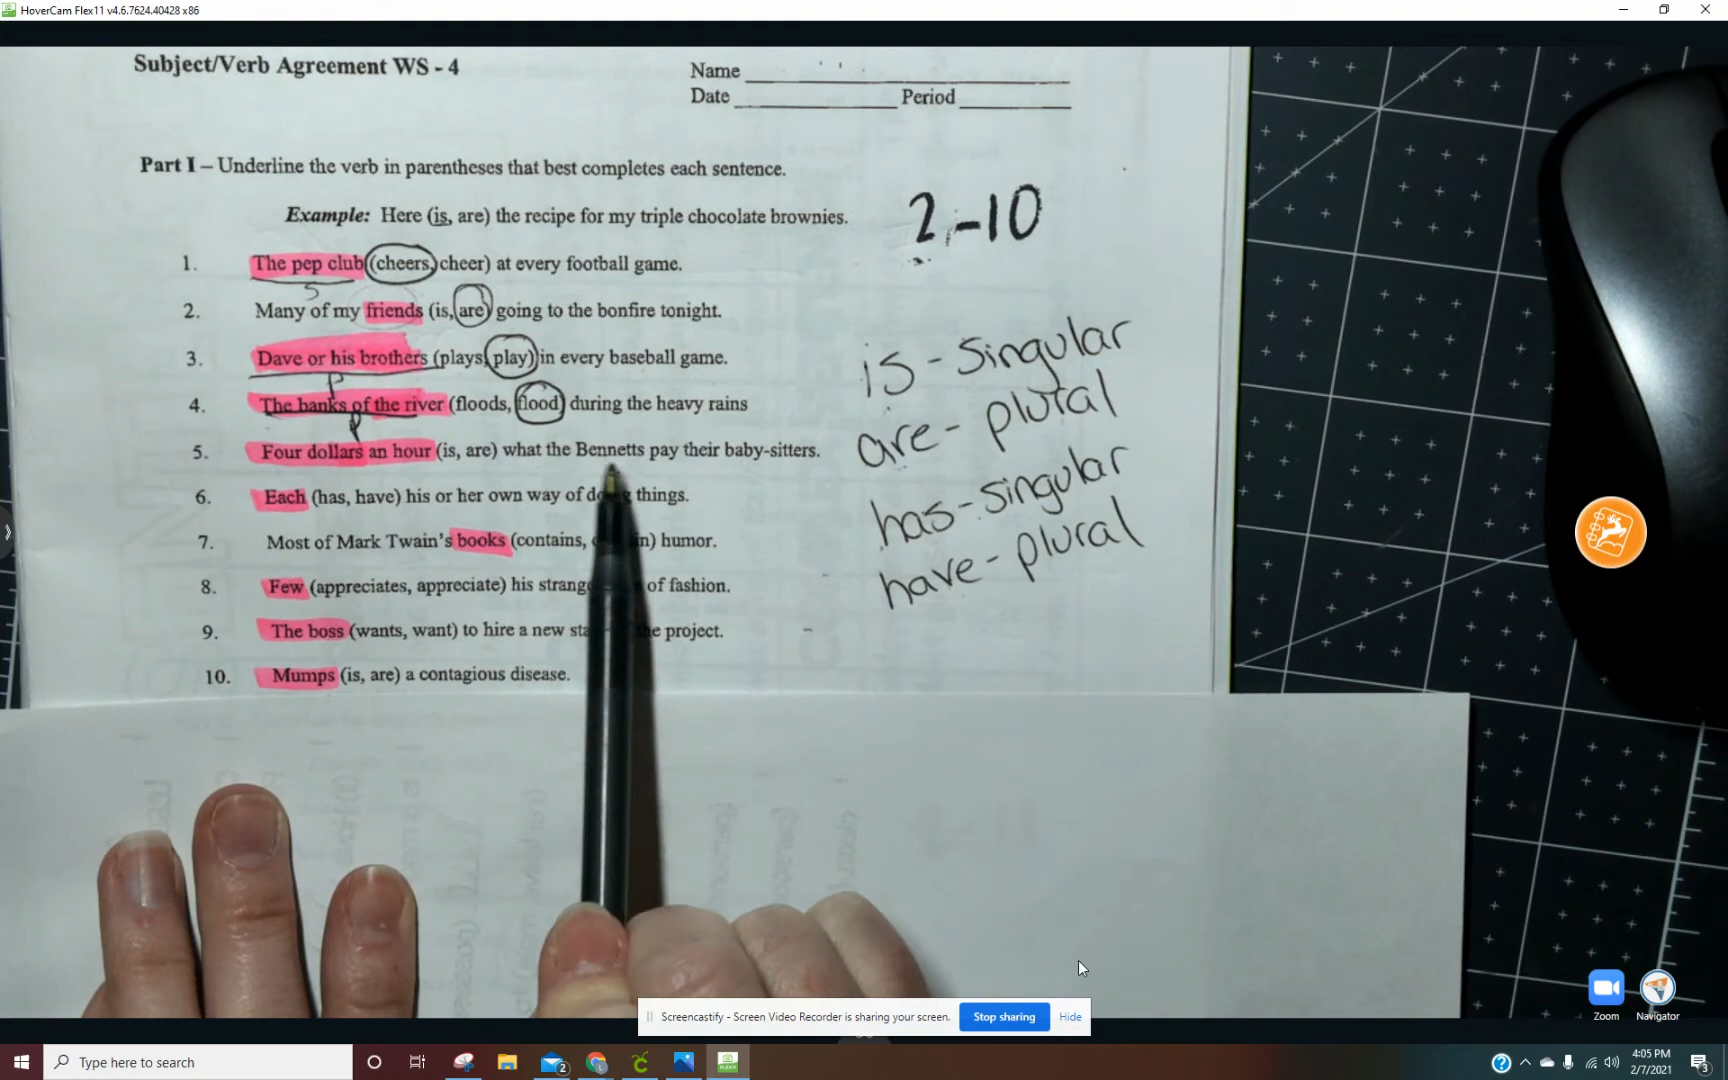 HoverCam Flex11 v4.6.7624.40428 x86
Subject/Verb Agreement WS - 4
Name
Date Period
Part I – Underline the verb in parentheses that best completes each sentence.
Example: Here (is, are) the recipe for my triple chocolate brownies.
2-10
1. The pep club (cheers, cheer) at every football game.
S
2. Many of my friends (is, are) going to the bonfire tonight.
3. Dave or his brothers (plays, play) in every baseball game.
P
4. The banks of the river (floods, flood) during the heavy rains
P
5. Four dollars an hour (is, are) what the Bennetts pay their baby-sitters.
6. Each (has, have) his or her own way of things.
7. Most of Mark Twain's books (contains, humor.
8. Few (appreciates, appreciate) his of fashion.
9. The boss (wants, want) to hire a new project.
10. Mumps (is, are) a contagious disease.
is - singular
are - plural
has - singular
have - plural
Screencastify - Screen Video Recorder is sharing your screen. Stop sharing Hide
Zoom Navigator
Type here to search
2
4:05 PM
2/7/2021
3